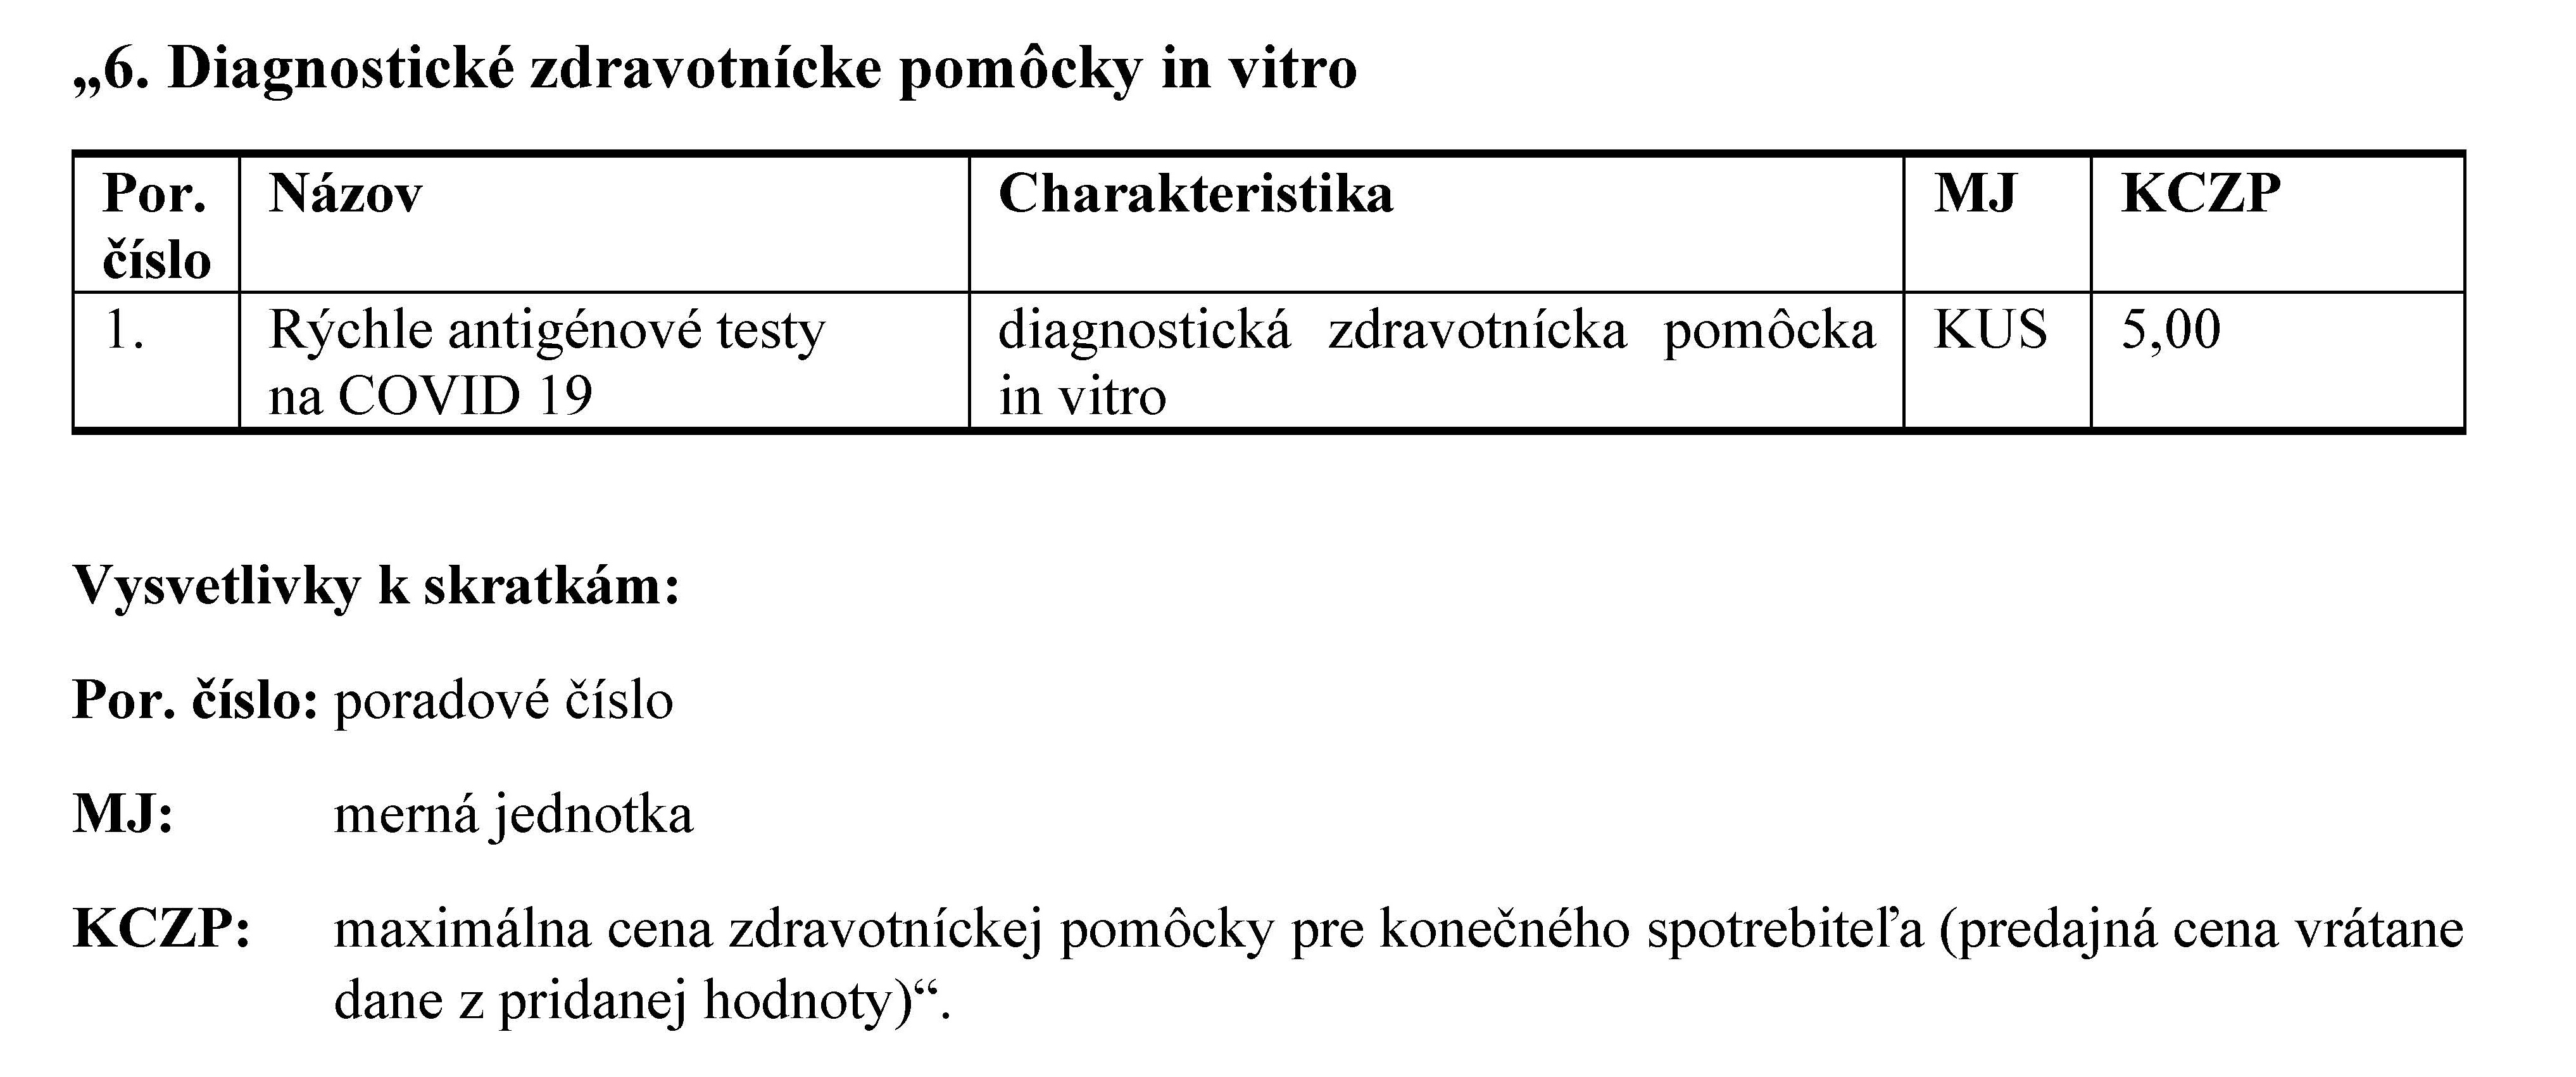 „6. Diagnostické zdravotnícke pomôcky in vitro
Por. číslo
Názov
Charakteristika
MJ
KCZP
1.
Rýchle antigénové testy
na COVID 19
diagnostická zdravotnícka pomôcka
in vitro
KUS
5,00
Vysvetlivky k skratkám:
Por. číslo: poradové číslo
MJ: merná jednotka
KCZP: maximálna cena zdravotníckej pomôcky pre konečného spotrebiteľa (predajná cena vrátane
dane z pridanej hodnoty)“.